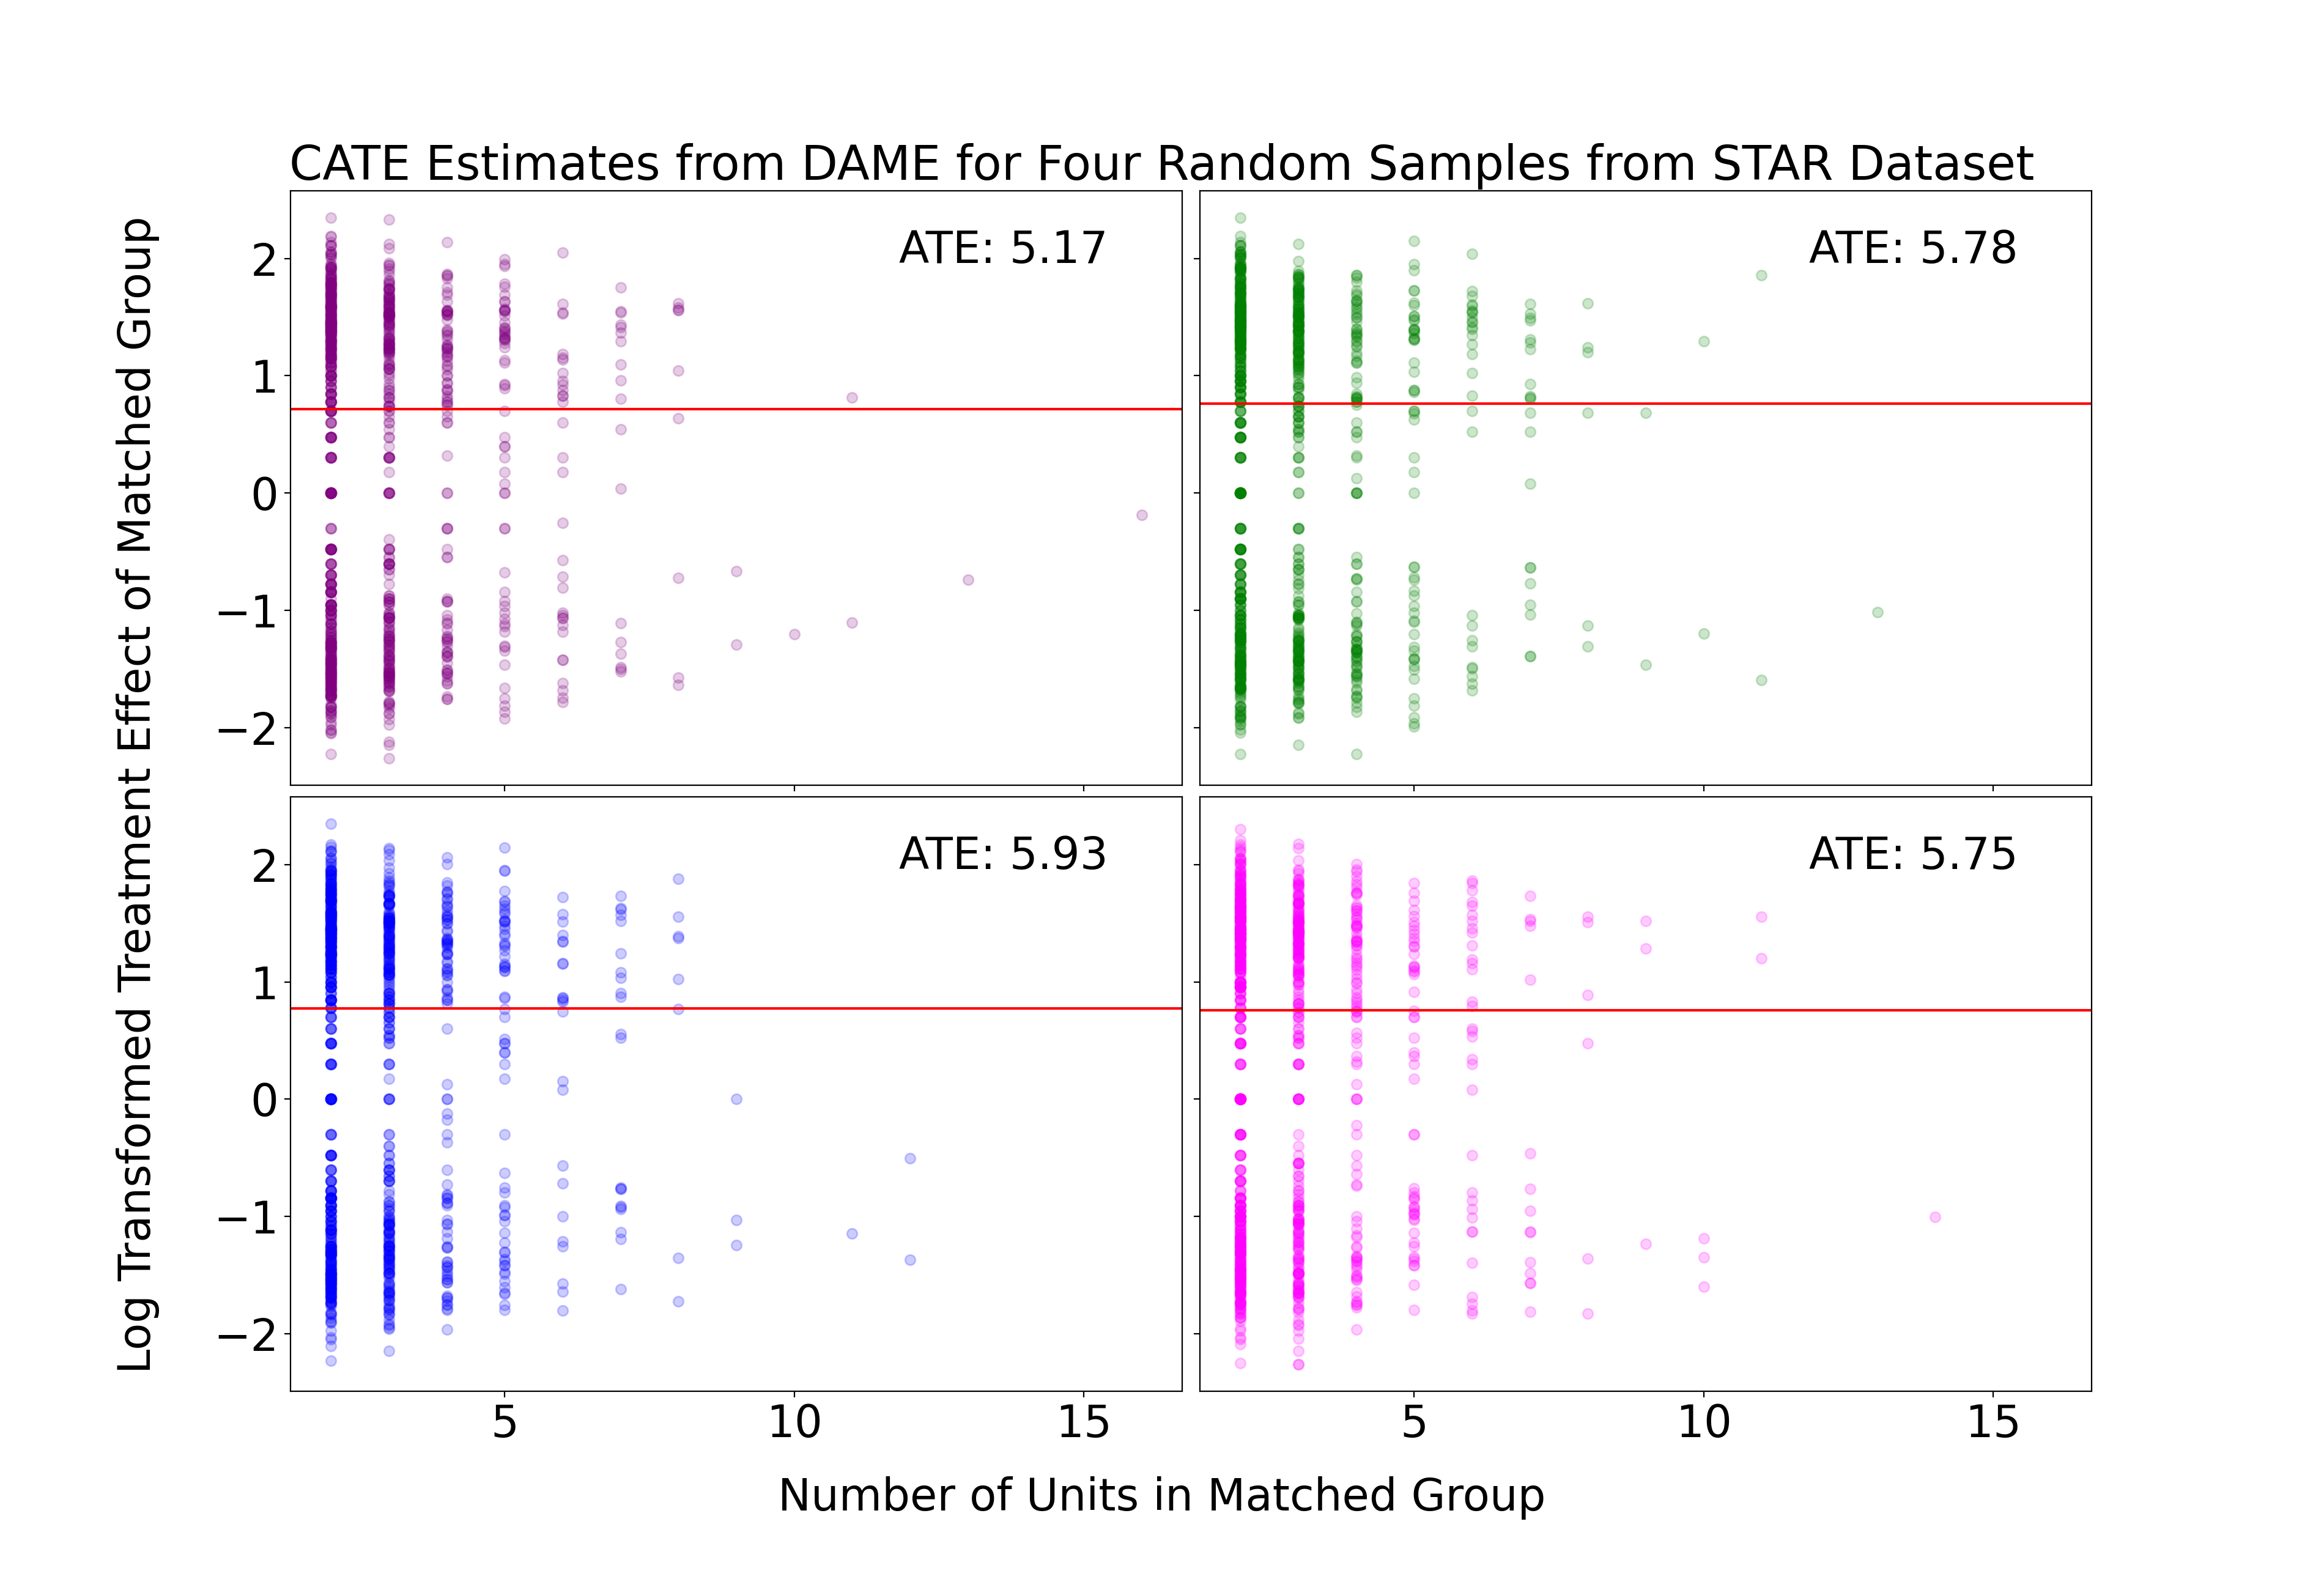 CATE Estimates from DAME for Four Random Samples from STAR Dataset
Log Transformed Treatment Effect of Matched Group
ATE: 5.17
2
1
0
−1
−2
ATE: 5.78
ATE: 5.93
2
1
0
−1
−2
5
10
15
ATE: 5.75
5
10
15
Number of Units in Matched Group